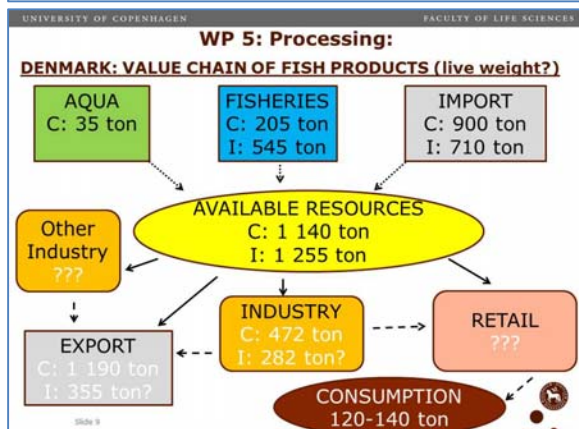 UNIVERSITY OF COPENHAGEN
FACULTY OF LIFE SCIENCES
WP 5: Processing:
DENMARK: VALUE CHAIN OF FISH PRODUCTS (live weight?)
AQUA
C: 35 ton
FISHERIES
C: 205 ton
I: 545 ton
IMPORT
C: 900 ton
I: 710 ton
AVAILABLE RESOURCES
C: 1 140 ton
I: 1 255 ton
Other
Industry
???
INDUSTRY
C: 472 ton
I: 282 ton?
RETAIL
???
EXPORT
C: 1 190 ton
I: 355 ton?
CONSUMPTION
120-140 ton
Slide 9